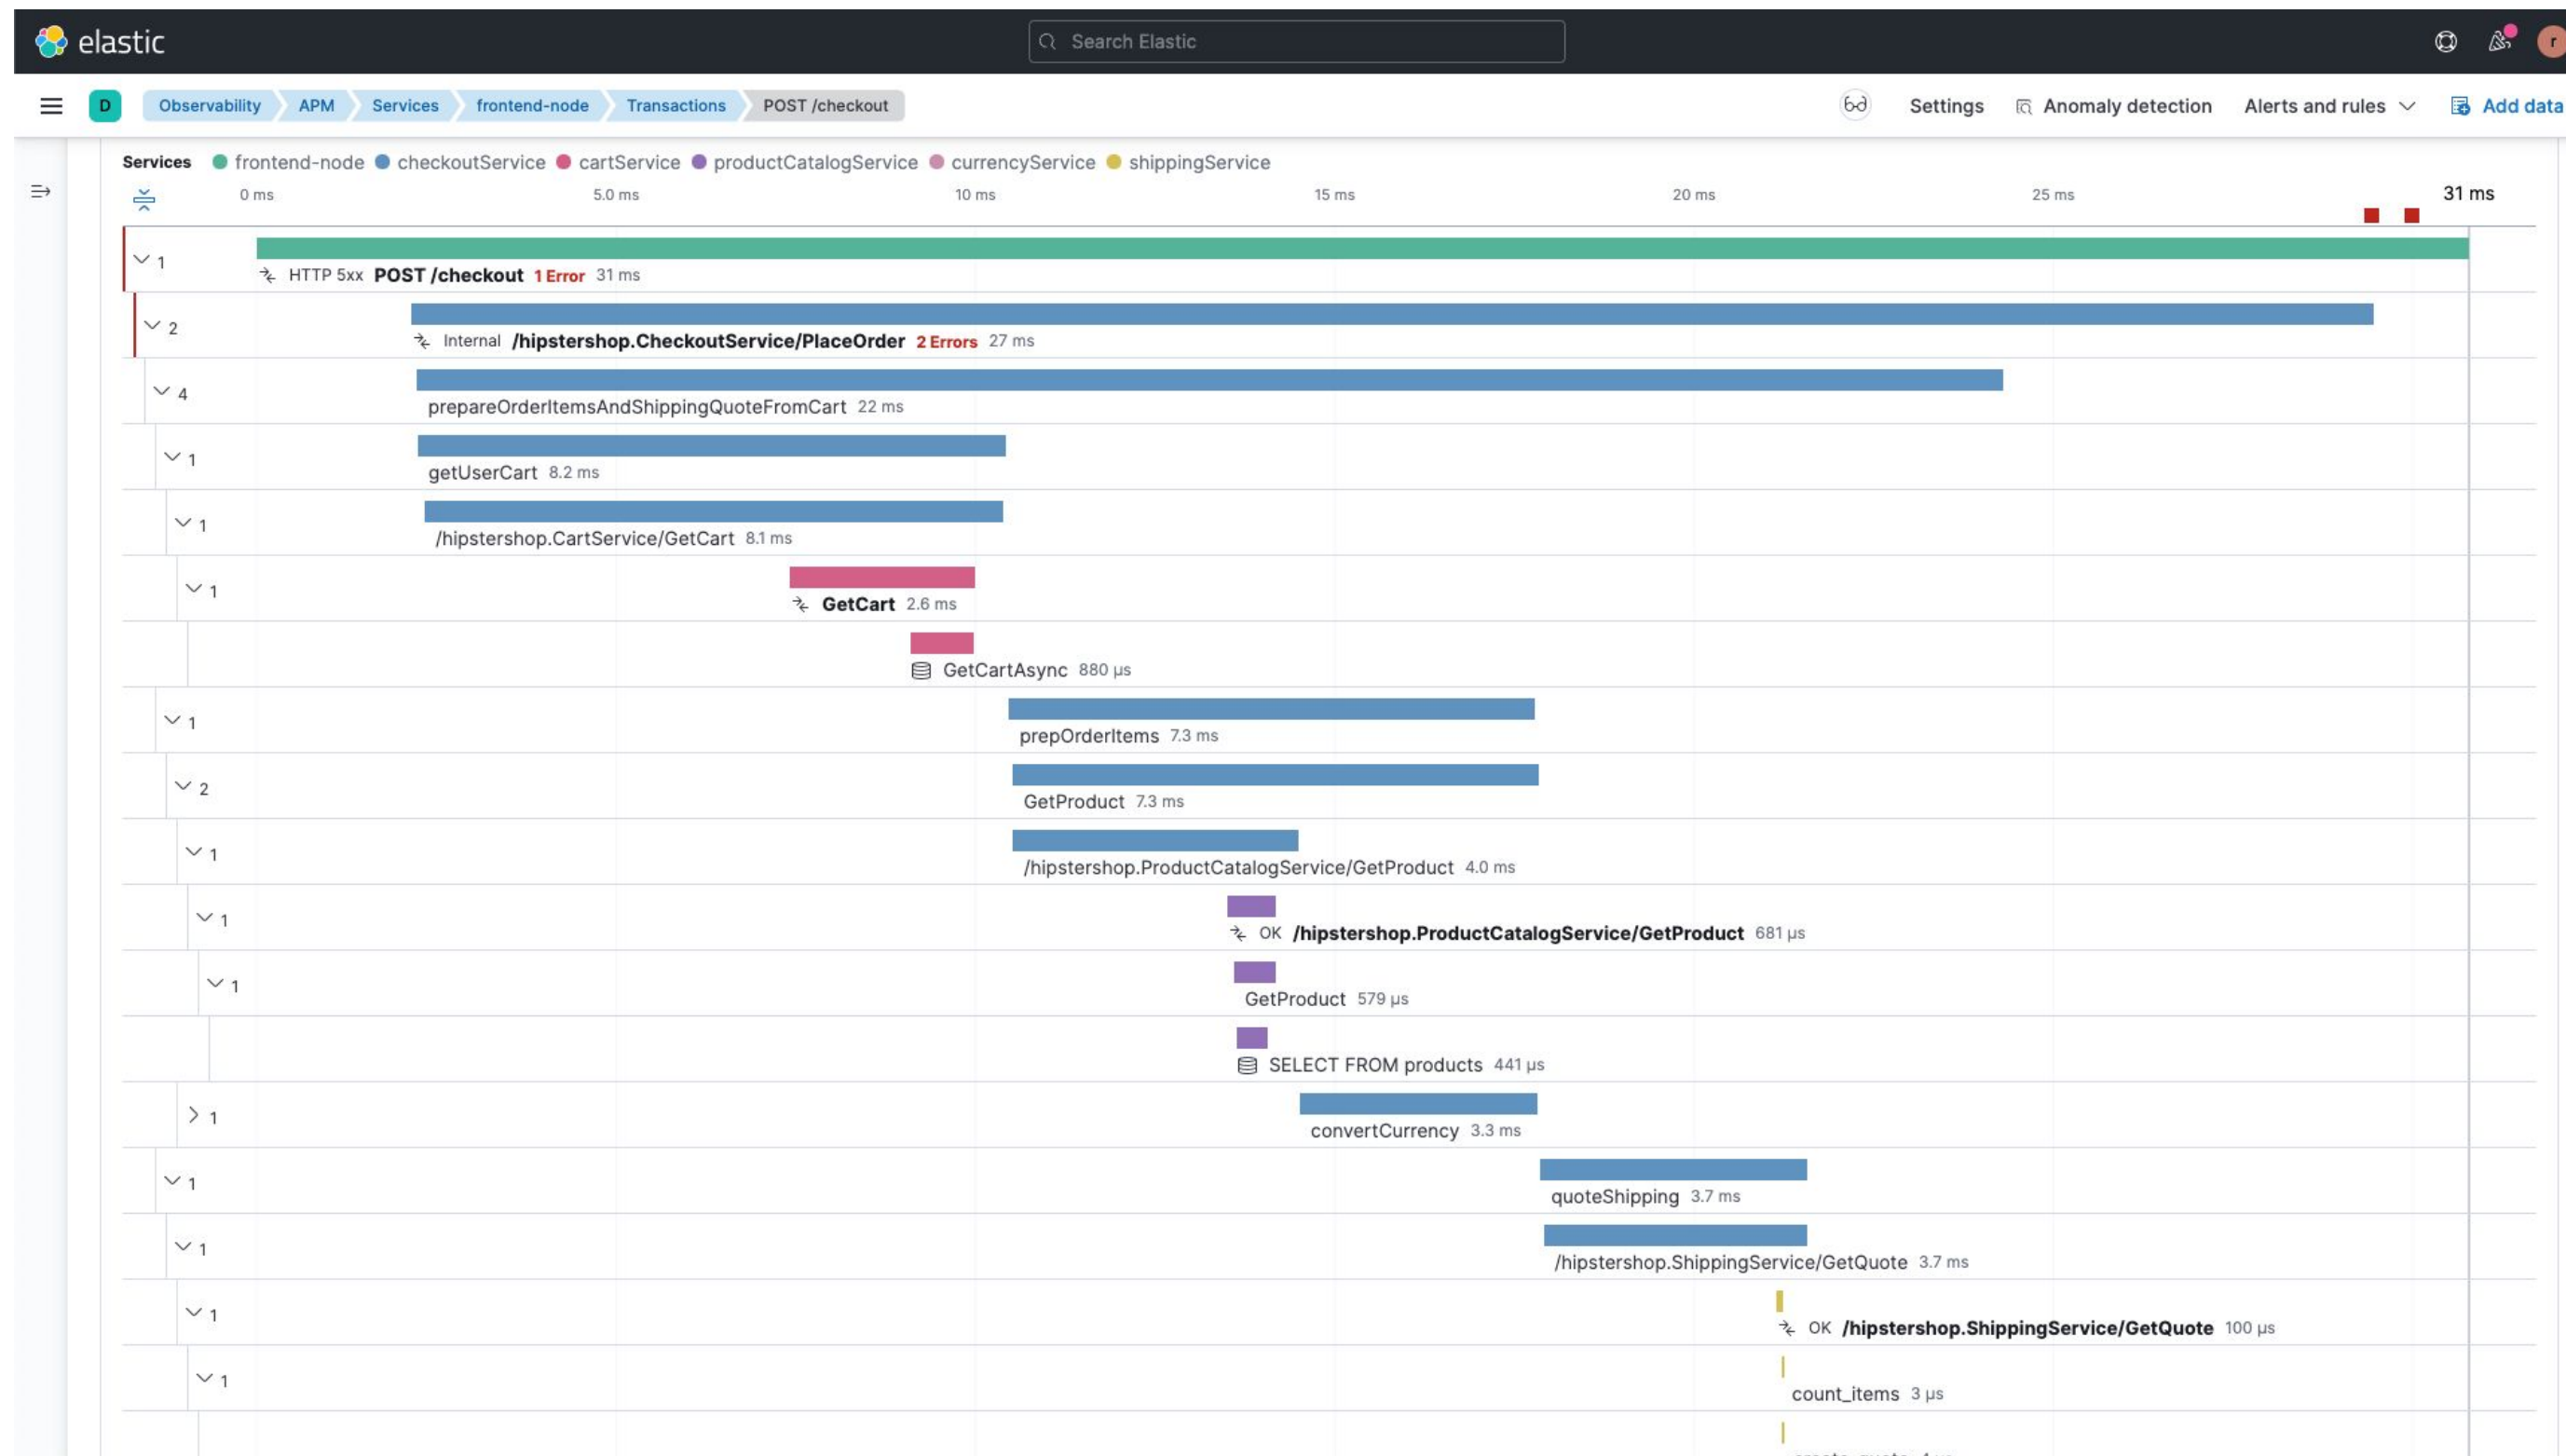 elastic
Search Elastic
r
D Observability APM Services frontend-node Transactions POST /checkout
Settings Anomaly detection Alerts and rules Add data
Services frontend-node checkoutService cartService productCatalogService currencyService shippingService
0 ms 5.0 ms 10 ms 15 ms 20 ms 25 ms 31 ms
1
HTTP 5xx POST /checkout 1 Error 31 ms
2
Internal /hipstershop.CheckoutService/PlaceOrder 2 Errors 27 ms
4
prepareOrderItemsAndShippingQuoteFromCart 22 ms
1
getUserCart 8.2 ms
1
/hipstershop.CartService/GetCart 8.1 ms
1
GetCart 2.6 ms
GetCartAsync 880 µs
1
prepOrderItems 7.3 ms
2
GetProduct 7.3 ms
1
/hipstershop.ProductCatalogService/GetProduct 4.0 ms
1
OK /hipstershop.ProductCatalogService/GetProduct 681 µs
1
GetProduct 579 µs
SELECT FROM products 441 µs
1
convertCurrency 3.3 ms
1
quoteShipping 3.7 ms
1
/hipstershop.ShippingService/GetQuote 3.7 ms
1
OK /hipstershop.ShippingService/GetQuote 100 µs
1
count_items 3 µs